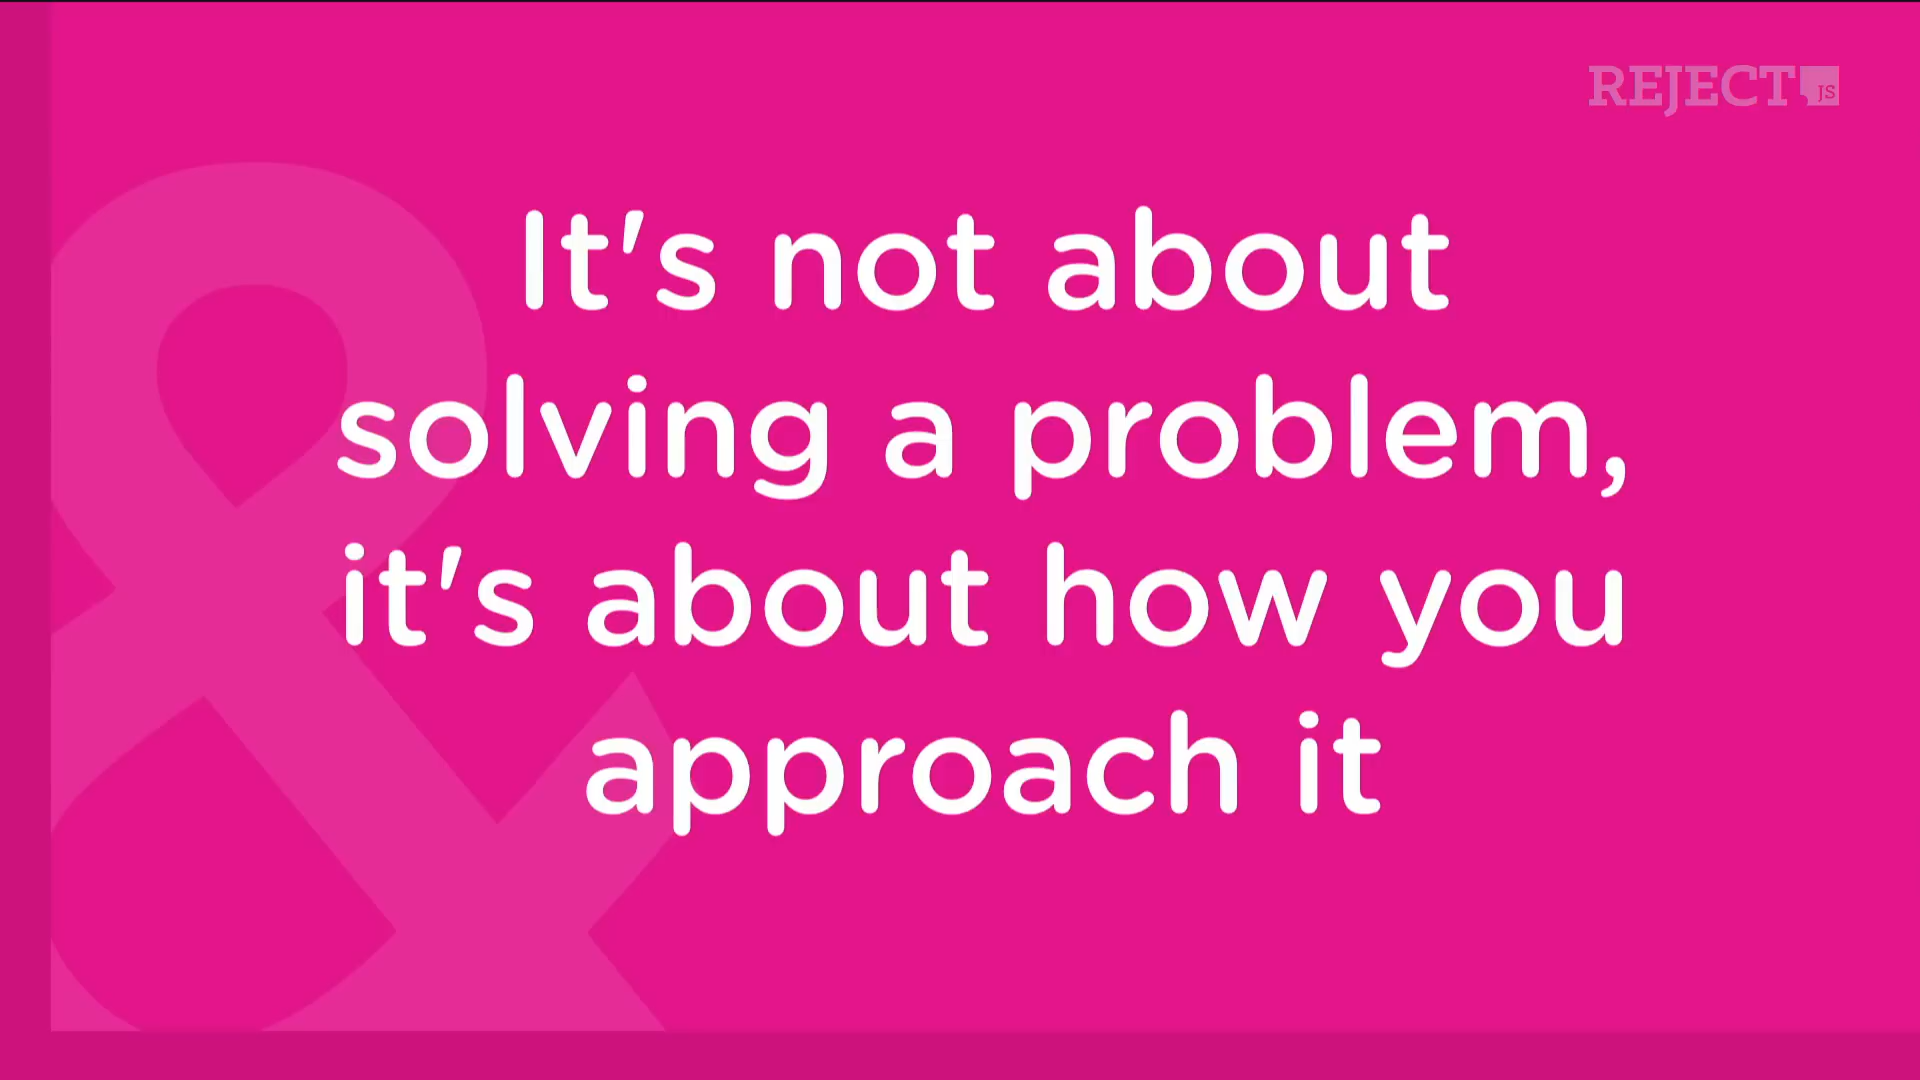 REJECT JS
It's not about
solving a problem,
it's about how you
approach it